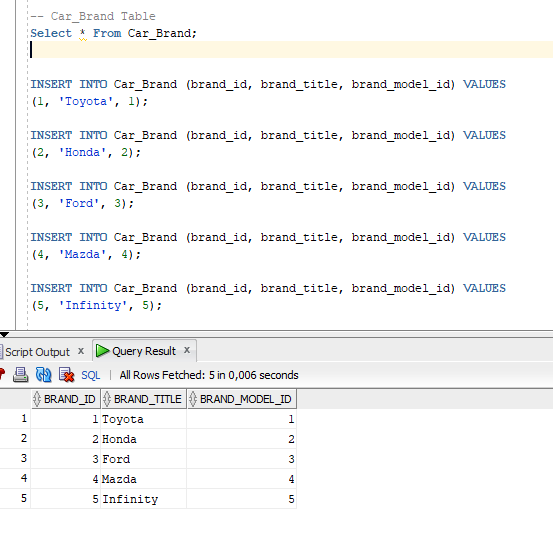 -- Car_Brand Table
Select * From Car_Brand;
INSERT INTO Car_Brand (brand_id, brand_title, brand_model_id) VALUES
(1, 'Toyota', 1);
INSERT INTO Car_Brand (brand_id, brand_title, brand_model_id) VALUES
(2, 'Honda', 2);
INSERT INTO Car_Brand (brand_id, brand_title, brand_model_id) VALUES
(3, 'Ford', 3);
INSERT INTO Car_Brand (brand_id, brand_title, brand_model_id) VALUES
(4, 'Mazda', 4);
INSERT INTO Car_Brand (brand_id, brand_title, brand_model_id) VALUES
(5, 'Infinity', 5);
Script Output x Query Result x
SQL | All Rows Fetched: 5 in 0,006 seconds
BRAND_ID BRAND_TITLE BRAND_MODEL_ID
1 1 Toyota 1
2 2 Honda 2
3 3 Ford 3
4 4 Mazda 4
5 5 Infinity 5